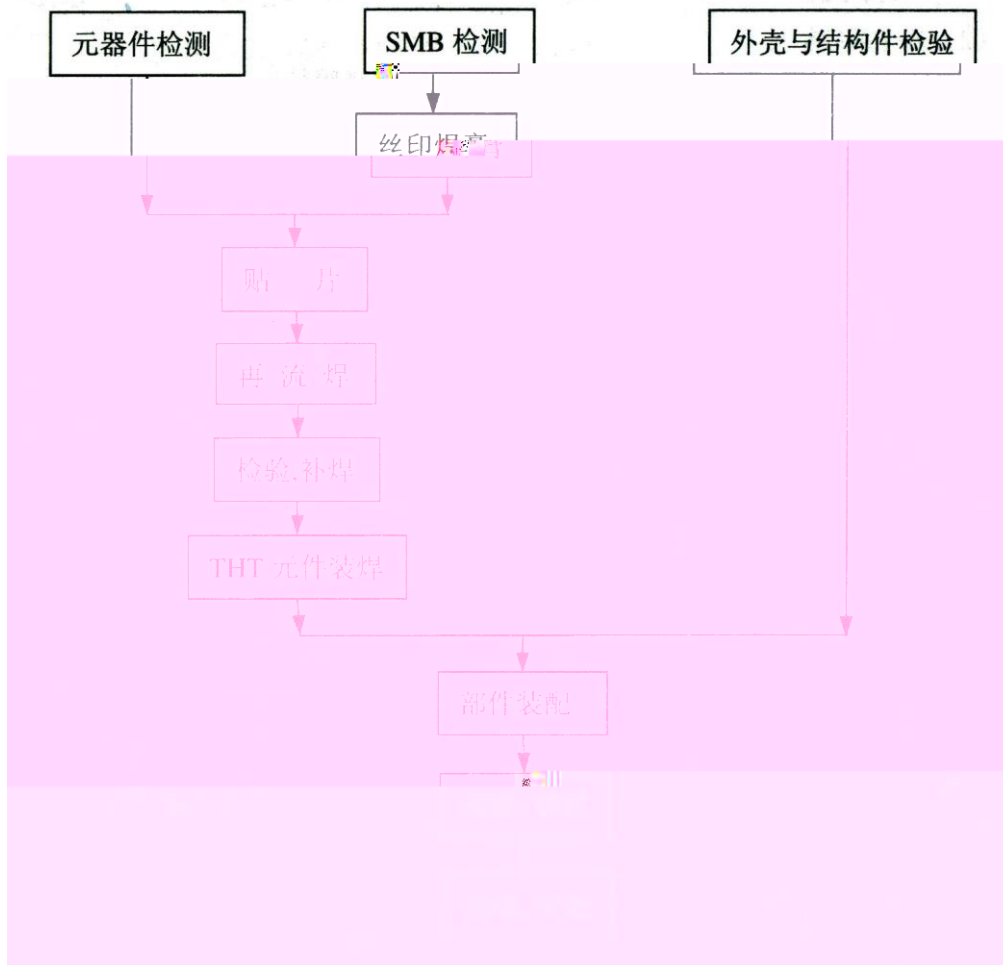 元器件检测
SMB 检测
外壳与结构件检验
丝印焊膏
贴 片
再 流 焊
检验.补焊
THT 元件装焊
部件装配